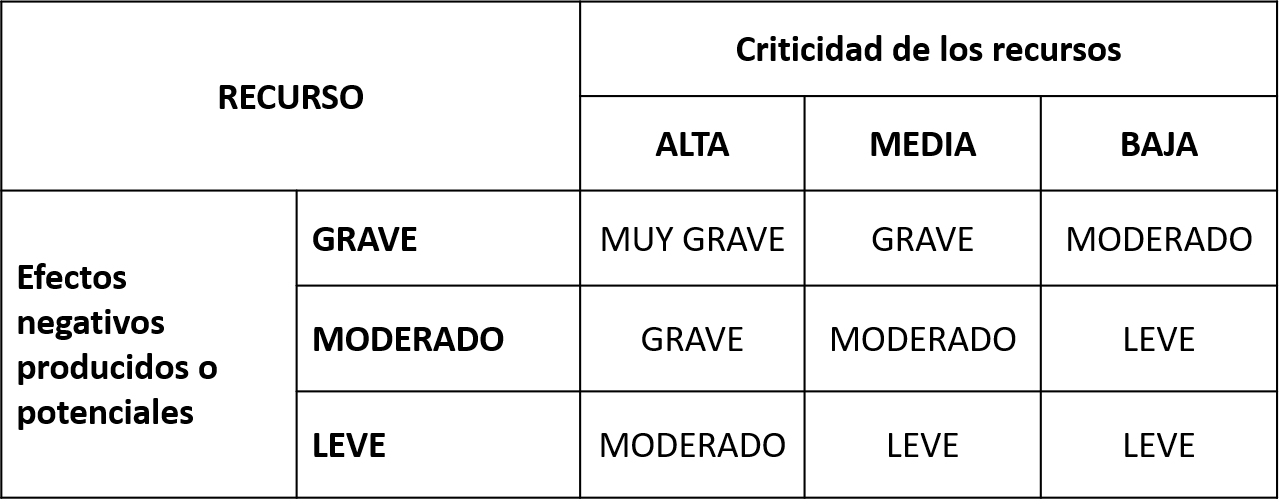 RECURSO
Criticidad de los recursos
ALTA MEDIA BAJA
Efectos
negativos
producidos o
potenciales
GRAVE MUY GRAVE GRAVE MODERADO
MODERADO GRAVE MODERADO LEVE
LEVE MODERADO LEVE LEVE